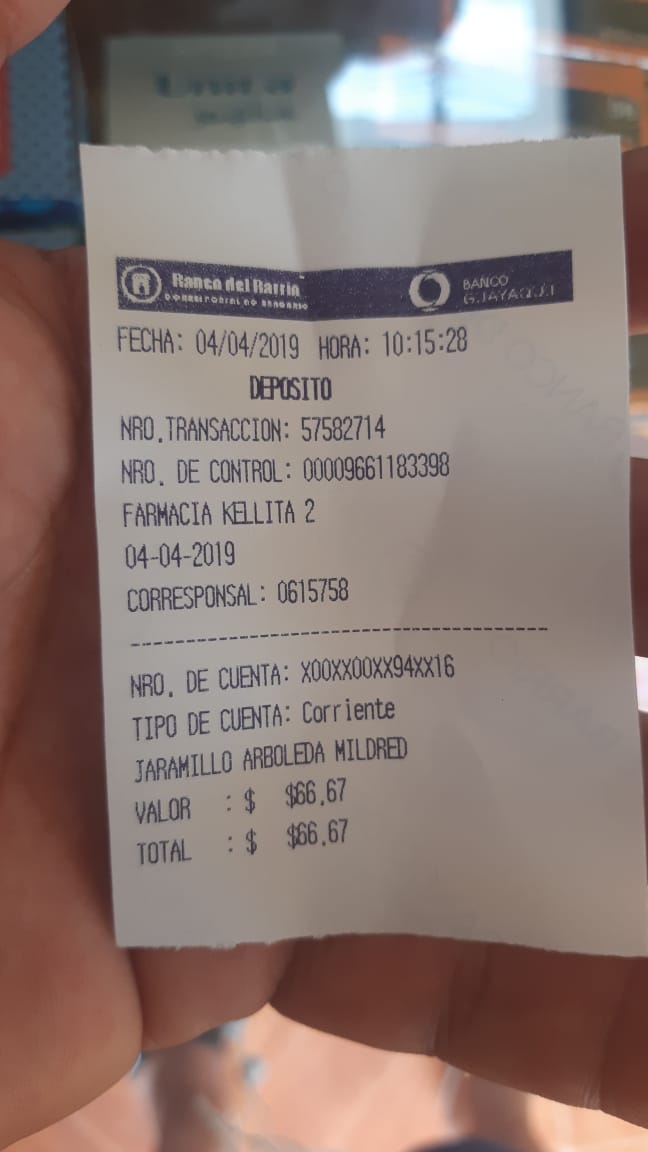 Banco del Barrio
CORRESPONSAL NO BANCARIO
BANCO
GUAYAQUIL
FECHA: 04/04/2019 HORA: 10:15:28
DEPOSITO
NRO.TRANSACCION: 57582714
NRO. DE CONTROL: 00009661183398
FARMACIA KELLITA 2
04-04-2019
CORRESPONSAL: 0615758
NRO. DE CUENTA: X00XX00XX94XX16
TIPO DE CUENTA: Corriente
JARAMILLO ARBOLEDA MILDRED
VALOR : $ $66.67
TOTAL : $ $66.67